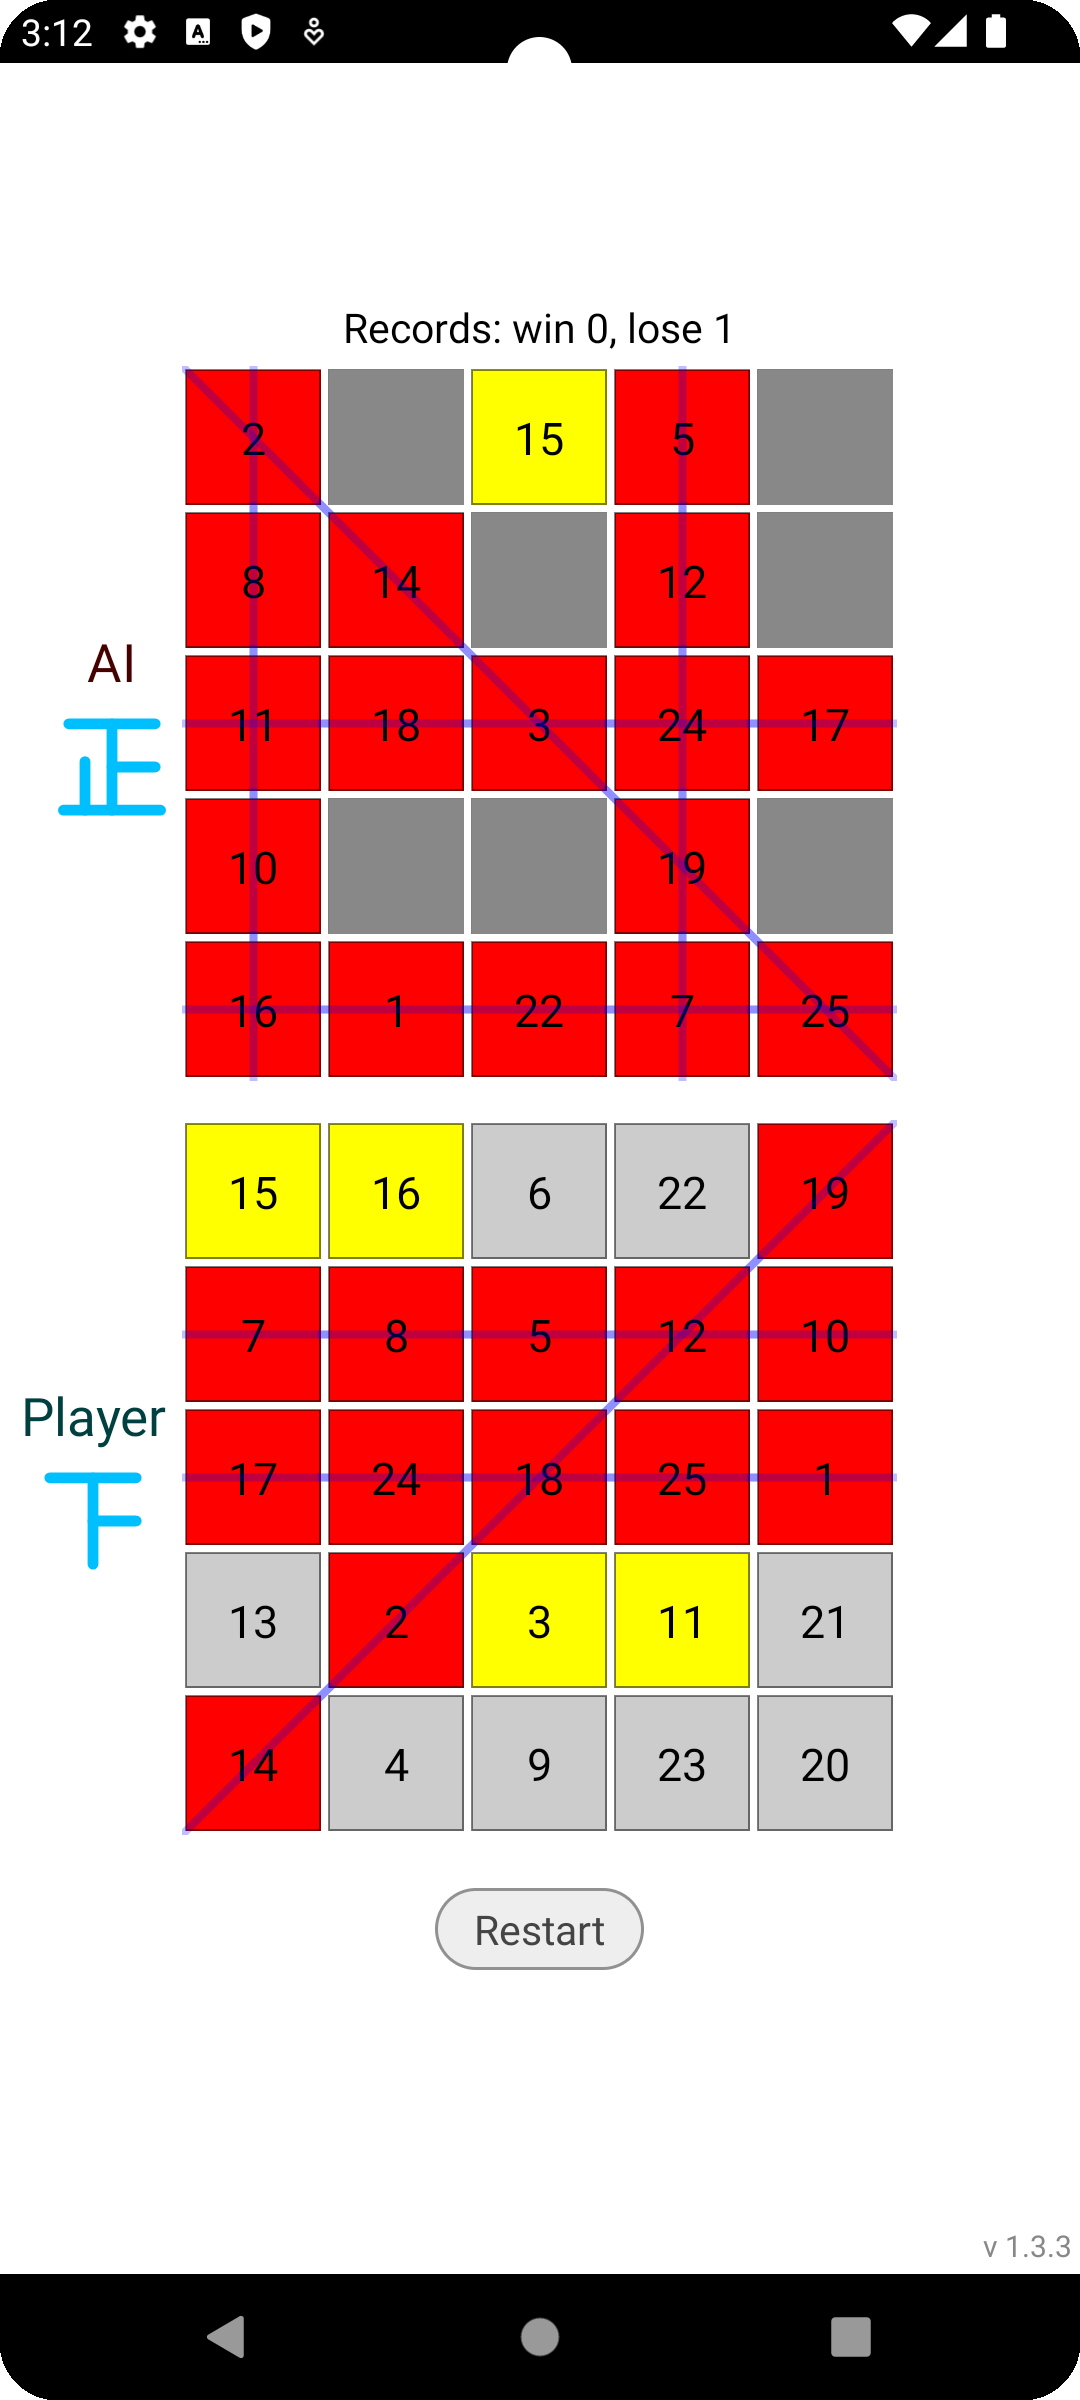 3:12
Records: win 0, lose 1
2 15 5
8 14 12
AI
正
11 18 3 24 17
10 19
16 1 22 7 25
15 16 6 22 19
7 8 5 12 10
Player
下
17 24 18 25 1
13 2 3 11 21
14 4 9 23 20
Restart
v 1.3.3